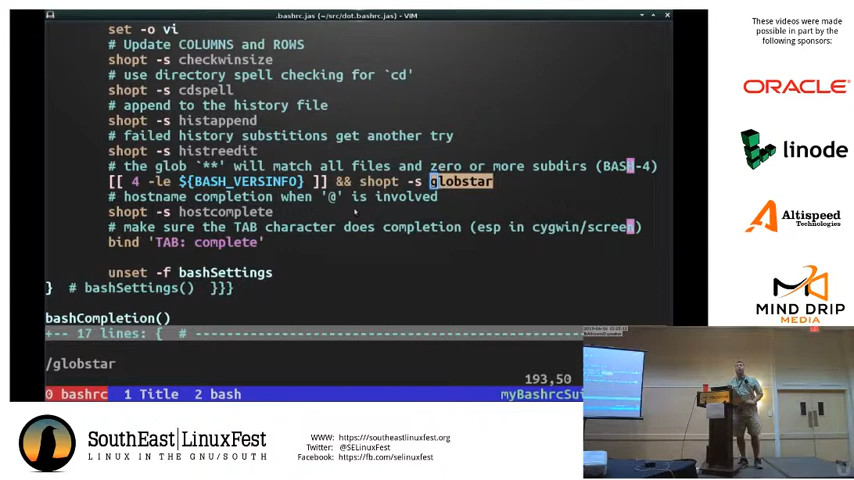 .bashrc.jas (~/src/dot.bashrc.jas) - VIM
set -o vi
# Update COLUMNS and ROWS
shopt -s checkwinsize
# use directory spell checking for `cd'
shopt -s cdspell
# append to the history file
shopt -s histappend
# failed history substitutions get another try
shopt -s histreedit
# the glob `**' will match all files and zero or more subdirs (BASH-4)
[[ 4 -le ${BASH_VERSINFO} ]] && shopt -s globstar
# hostname completion when '@' is involved
shopt -s hostcomplete
# make sure the TAB character does completion (esp in cygwin/screen)
bind 'TAB: complete'
unset -f bashSettings
} # bashSettings() }}}
bashCompletion()
+-- 17 lines: { # ----------------------------------------
/globstar
193,50
0 bashrc 1 Title 2 bash
myBashrcSui
These videos were made
possible in part by the
following sponsors:
ORACLE
linode
Altispeed
Technologies
MIND DRIP
MEDIA
SouthEast|LinuxFest
LINUX IN THE GNU/SOUTH
WWW: https://southeastlinuxfest.org
Twitter: @SELinuxFest
Facebook: https://fb.com/selinuxfest